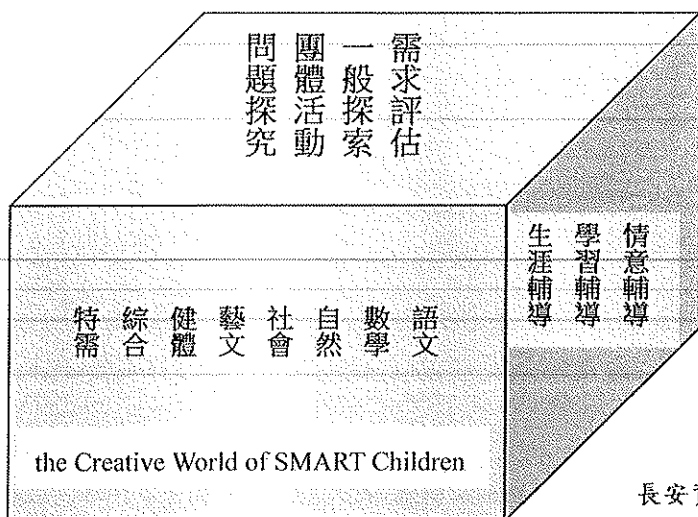 需求評估
一般探索
團體活動
問題探究
情意輔導
學習輔導
生涯輔導
語文
數學
自然
社會
藝文
健體
綜合
特需
the Creative World of SMART Children
長安